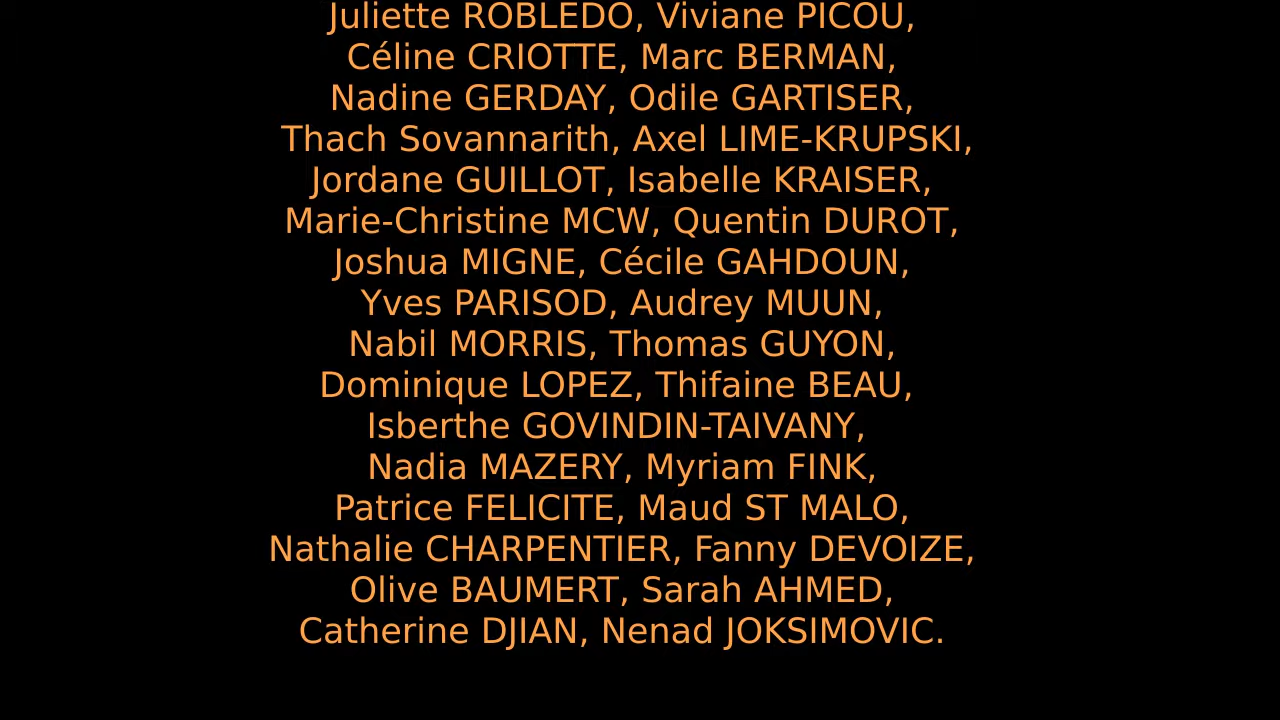 Juliette ROBLEDO, Viviane PICOU,
Céline CRIOTTE, Marc BERMAN,
Nadine GERDAY, Odile GARTISER,
Thach Sovannarith, Axel LIME-KRUPSKI,
Jordane GUILLOT, Isabelle KRAISER,
Marie-Christine MCW, Quentin DUROT,
Joshua MIGNE, Cécile GAHDOUN,
Yves PARISOD, Audrey MUUN,
Nabil MORRIS, Thomas GUYON,
Dominique LOPEZ, Thifaine BEAU,
Isberthe GOVINDIN-TAIVANY,
Nadia MAZERY, Myriam FINK,
Patrice FELICITE, Maud ST MALO,
Nathalie CHARPENTIER, Fanny DEVOIZE,
Olive BAUMERT, Sarah AHMED,
Catherine DJIAN, Nenad JOKSIMOVIC.